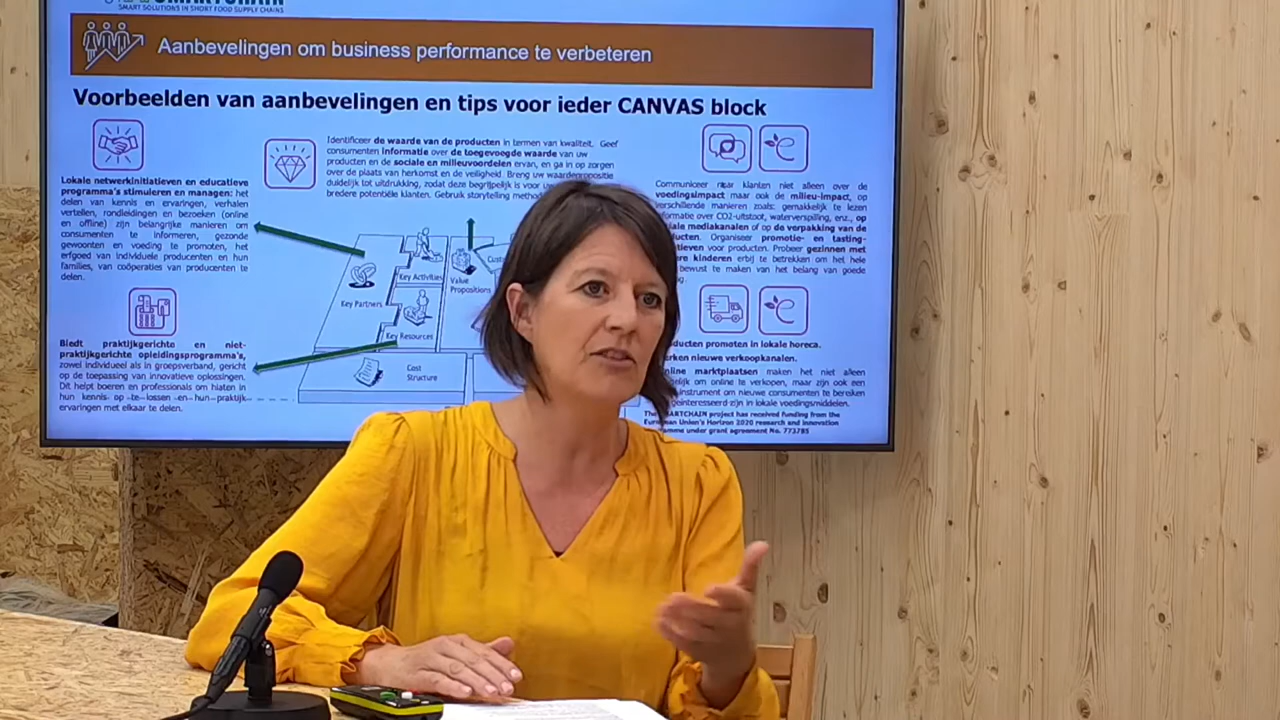 SMART SOLUTIONS IN SHORT FOOD SUPPLY CHAINS
Aanbevelingen om business performance te verbeteren
Voorbeelden van aanbevelingen en tips voor ieder CANVAS block
Lokale netwerkinitiatieven en educatieve
programma's stimuleren en managen: het
delen van kennis en ervaringen, verhalen
vertellen, rondleidingen en bezoeken (online
en offline) zijn belangrijke manieren om
consumenten te informeren, gezonde
gewoonten en voeding te promoten, het
erfgoed van individuele producenten en hun
families, van coöperaties van producenten te
delen.
Biedt praktijkgerichte en niet-
praktijkgerichte opleidingsprogramma's,
zowel individueel als in groepsverband, gericht
op de toepassing van innovatieve oplossingen.
Dit helpt boeren en professionals om hiaten in
hun kennis op te lossen en hun praktijk
ervaringen met elkaar te delen.
Identificeer de waarde van de producten in termen van kwaliteit. Geef
consumenten informatie over de toegevoegde waarde van uw
producten en de sociale en milieuvoordelen ervan, en ga in op zorgen
over de plaats van herkomst en de veiligheid. Breng uw waardepropositie
duidelijk tot uitdrukking, zodat deze begrijpelijk is voor
bredere potentiële klanten. Gebruik storytelling
Key Partners
Key Activities
Key Resources
Value
Propositions
Cost
Structure
Communiceer naar klanten niet alleen over de
voedingsimpact maar ook de milieu-impact, op
verschillende manieren zoals: gemakkelijk te lezen
informatie over CO2-uitstoot, waterverspilling, enz., op
mediakanalen of op de verpakking van de
Organiseer promotie- en tasting-
voor producten. Probeer gezinnen met
kinderen erbij te betrekken om het hele
bewust te maken van het belang van goede
promoten in lokale horeca.
nieuwe verkoopkanalen.
marktplaatsen maken het niet alleen
om online te verkopen, maar zijn ook een
instrument om nieuwe consumenten te bereiken
geïnteresseerd zijn in lokale voedingsmiddelen.
The SMARTCHAIN project has received funding from the
European Union's Horizon 2020 research and innovation
programme under grant agreement No. 773785